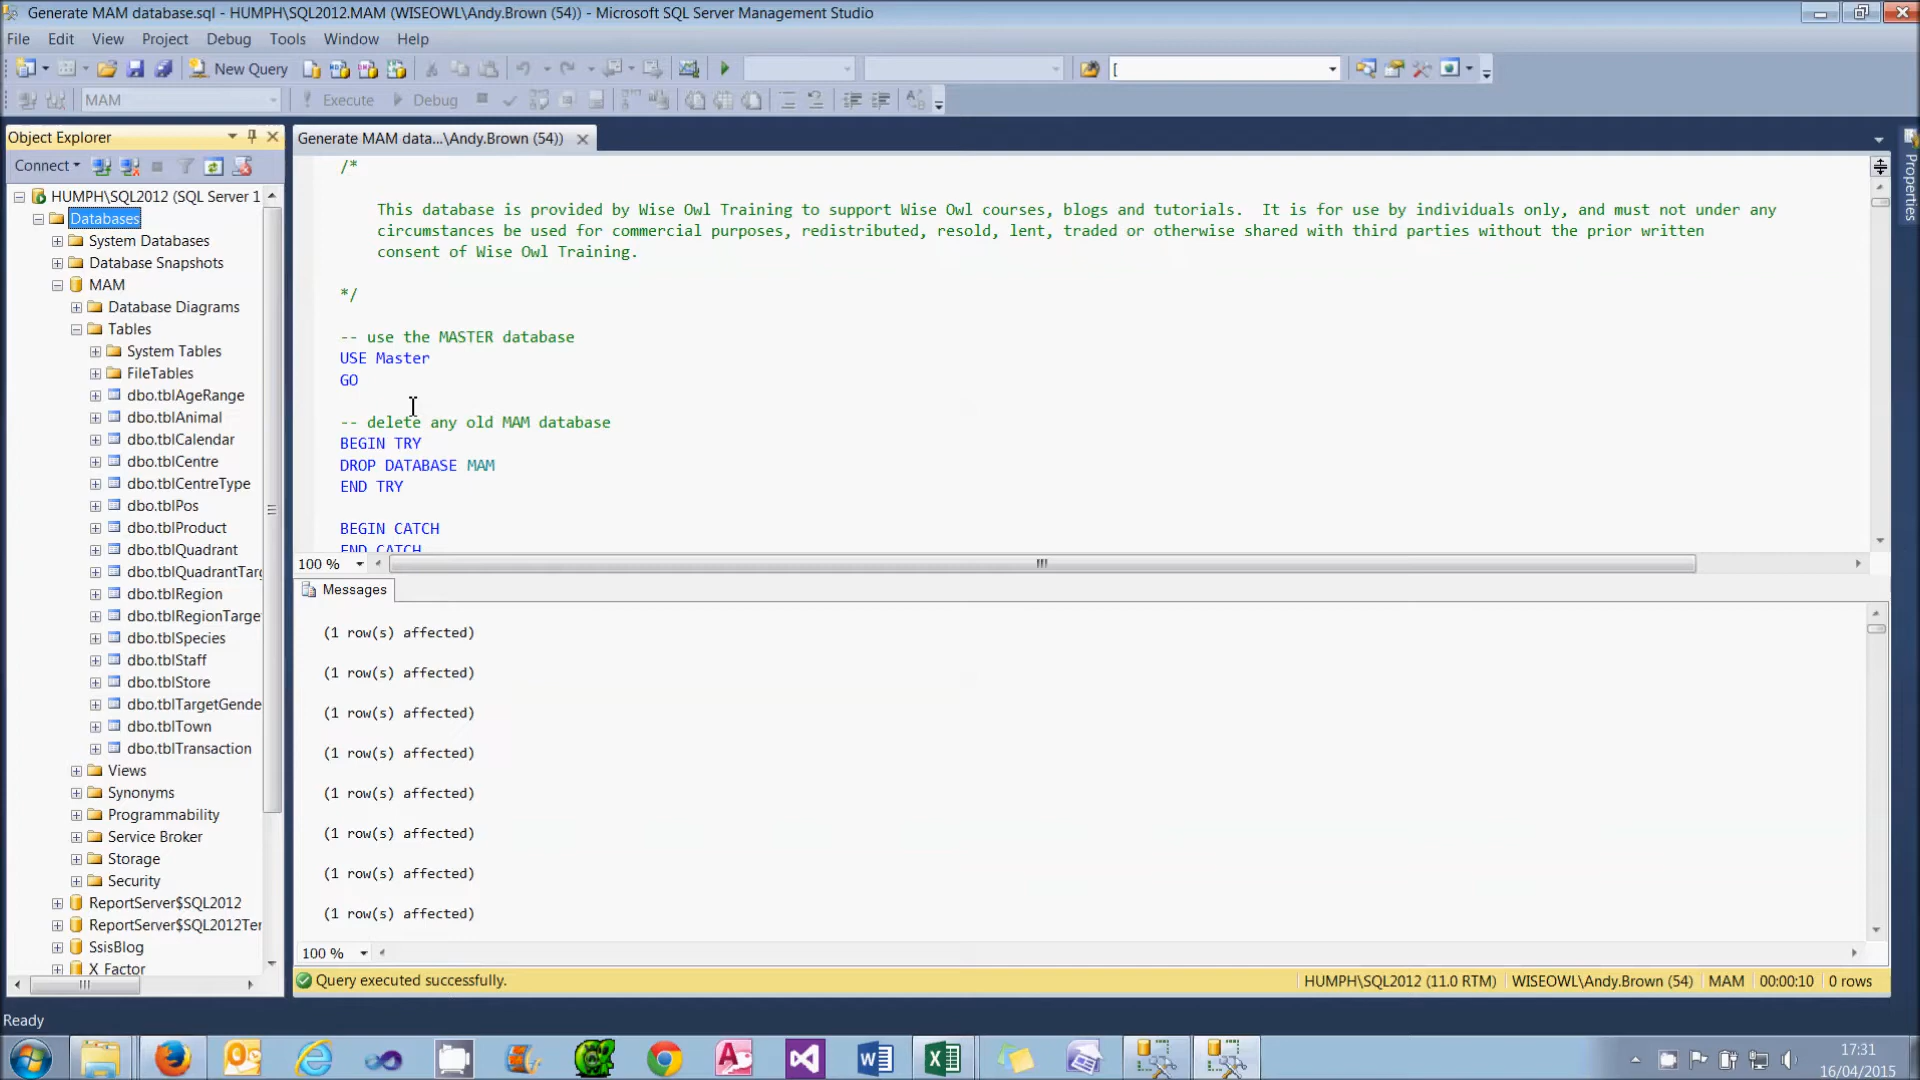 Generate MAM database.sql - HUMPH\SQL2012.MAM (WISEOWL\Andy.Brown (54)) - Microsoft SQL Server Management Studio
File Edit View Project Debug Tools Window Help
New Query [
MAM Execute Debug
Object Explorer
Generate MAM data...\Andy.Brown (54))
Properties
Connect
HUMPH\SQL2012 (SQL Server 1
Databases
System Databases
Database Snapshots
MAM
Database Diagrams
Tables
System Tables
FileTables
dbo.tblAgeRange
dbo.tblAnimal
dbo.tblCalendar
dbo.tblCentre
dbo.tblCentreType
dbo.tblPos
dbo.tblProduct
dbo.tblQuadrant
dbo.tblQuadrantTarg
dbo.tblRegion
dbo.tblRegionTarge
dbo.tblSpecies
dbo.tblStaff
dbo.tblStore
dbo.tblTargetGende
dbo.tblTown
dbo.tblTransaction
Views
Synonyms
Programmability
Service Broker
Storage
Security
ReportServer$SQL2012
ReportServer$SQL2012Ter
SsisBlog
X Factor
/*
This database is provided by Wise Owl Training to support Wise Owl courses, blogs and tutorials.  It is for use by individuals only, and must not under any
circumstances be used for commercial purposes, redistributed, resold, lent, traded or otherwise shared with third parties without the prior written
consent of Wise Owl Training.
*/
-- use the MASTER database
USE Master
GO
-- delete any old MAM database
BEGIN TRY
DROP DATABASE MAM
END TRY
BEGIN CATCH
END CATCH
100 %
Messages
(1 row(s) affected)
(1 row(s) affected)
(1 row(s) affected)
(1 row(s) affected)
(1 row(s) affected)
(1 row(s) affected)
(1 row(s) affected)
(1 row(s) affected)
100 %
Query executed successfully. HUMPH\SQL2012 (11.0 RTM) WISEOWL\Andy.Brown (54) MAM 00:00:10 0 rows
Ready
17:31
16/04/2015